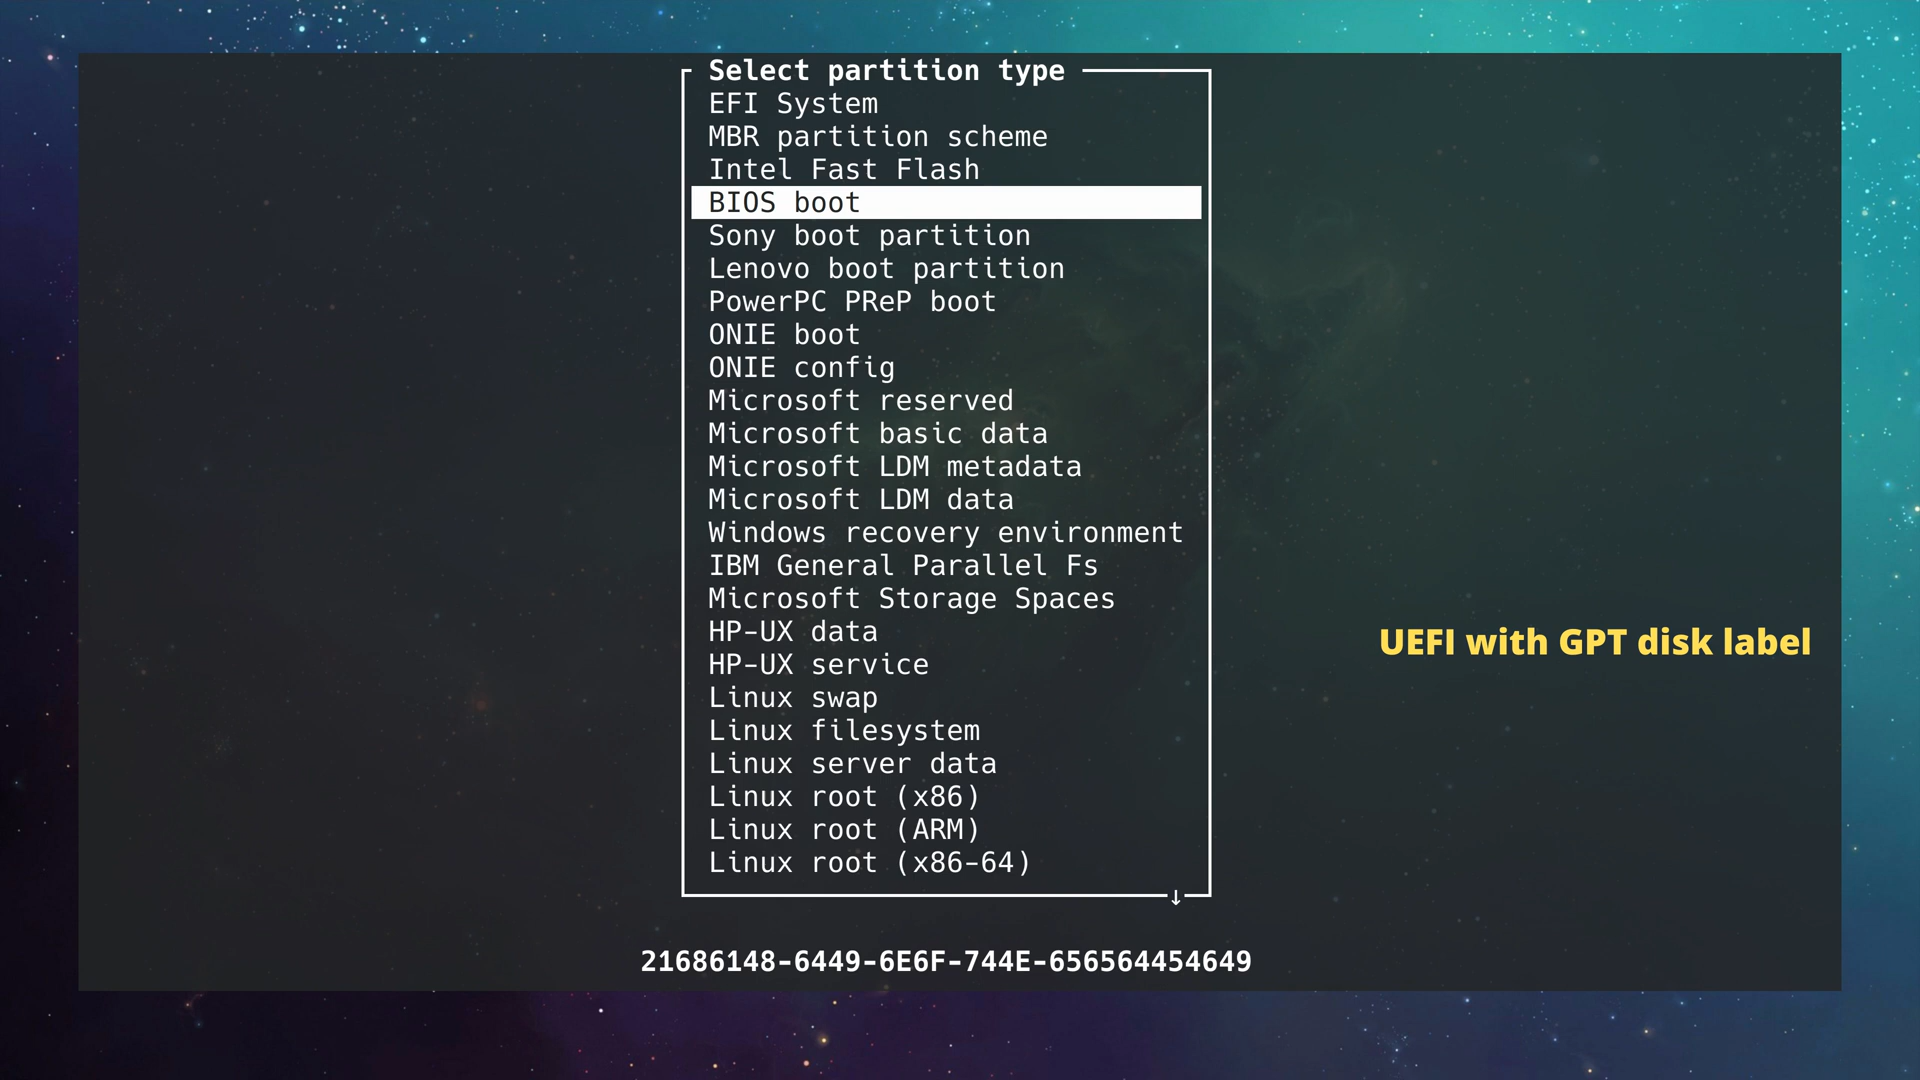 Select partition type
EFI System
MBR partition scheme
Intel Fast Flash
BIOS boot
Sony boot partition
Lenovo boot partition
PowerPC PReP boot
ONIE boot
ONIE config
Microsoft reserved
Microsoft basic data
Microsoft LDM metadata
Microsoft LDM data
Windows recovery environment
IBM General Parallel Fs
Microsoft Storage Spaces
HP-UX data
HP-UX service
Linux swap
Linux filesystem
Linux server data
Linux root (x86)
Linux root (ARM)
Linux root (x86-64)
↓
21686148-6449-6E6F-744E-656564454649
UEFI with GPT disk label